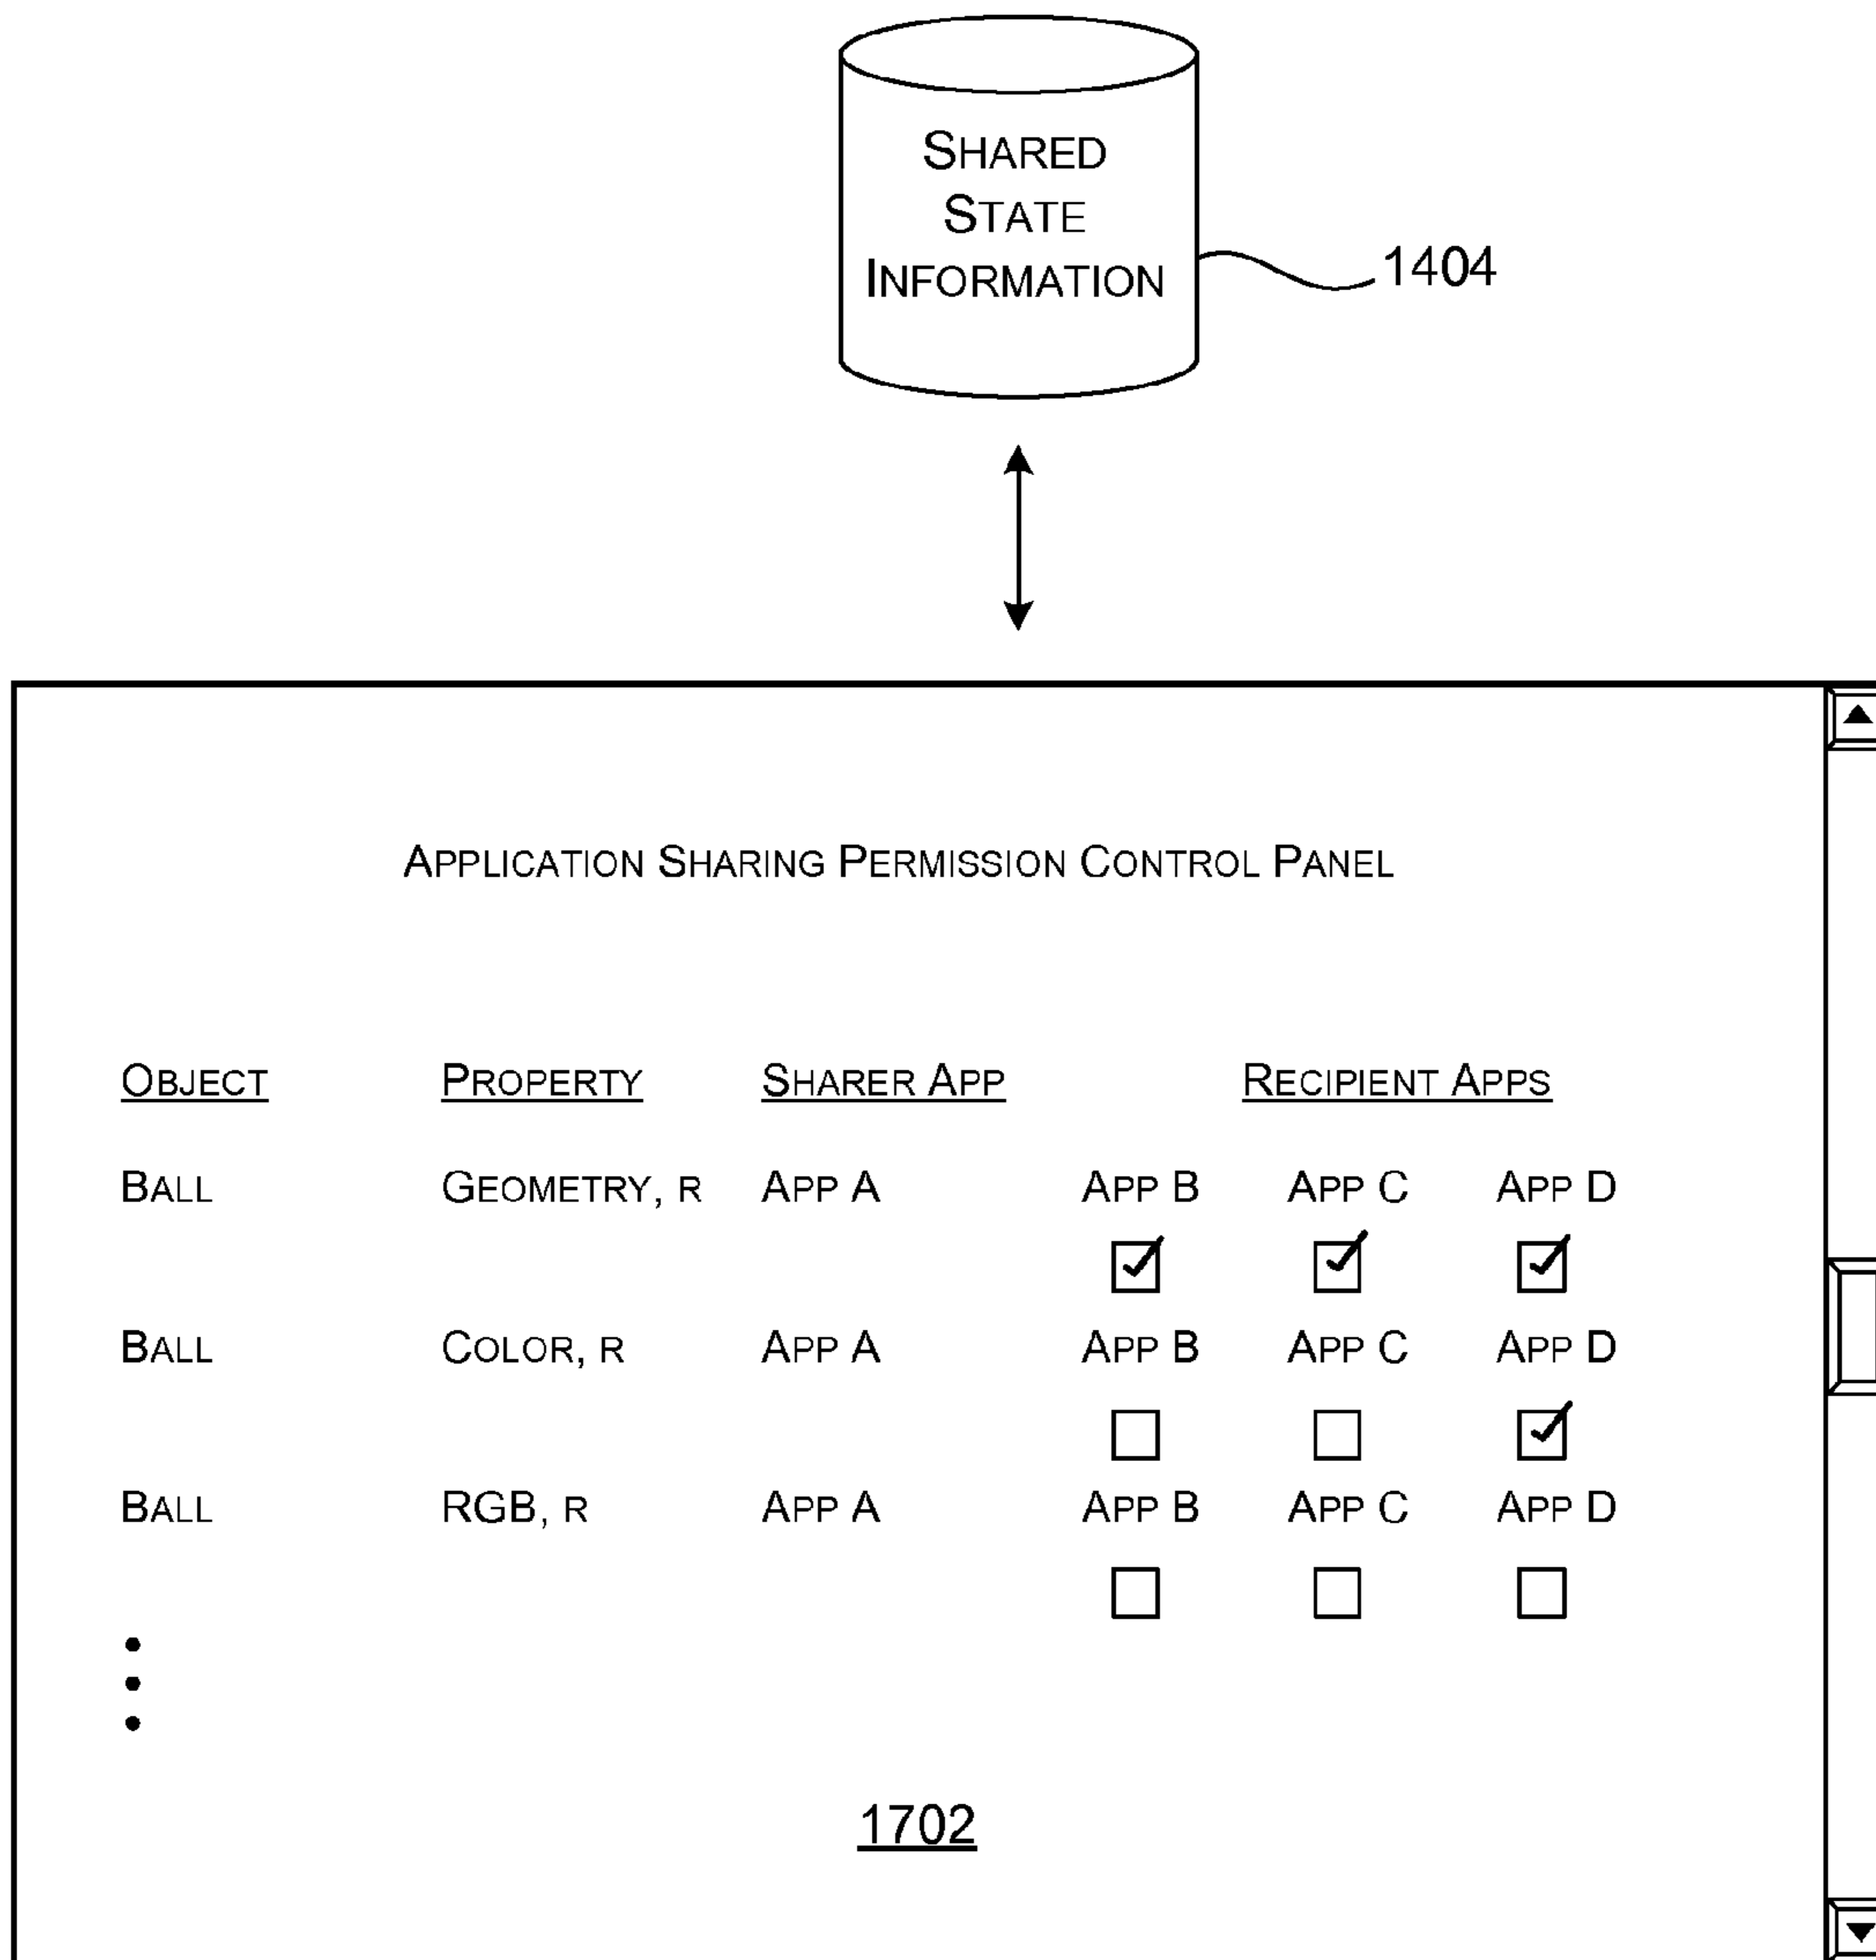 SHARED
STATE
INFORMATION
1404
APPLICATION SHARING PERMISSION CONTROL PANEL
OBJECT PROPERTY SHARER APP RECIPIENT APPS
BALL GEOMETRY, R APP A APP B APP C APP D
BALL COLOR, R APP A APP B APP C APP D
BALL RGB, R APP A APP B APP C APP D
1702